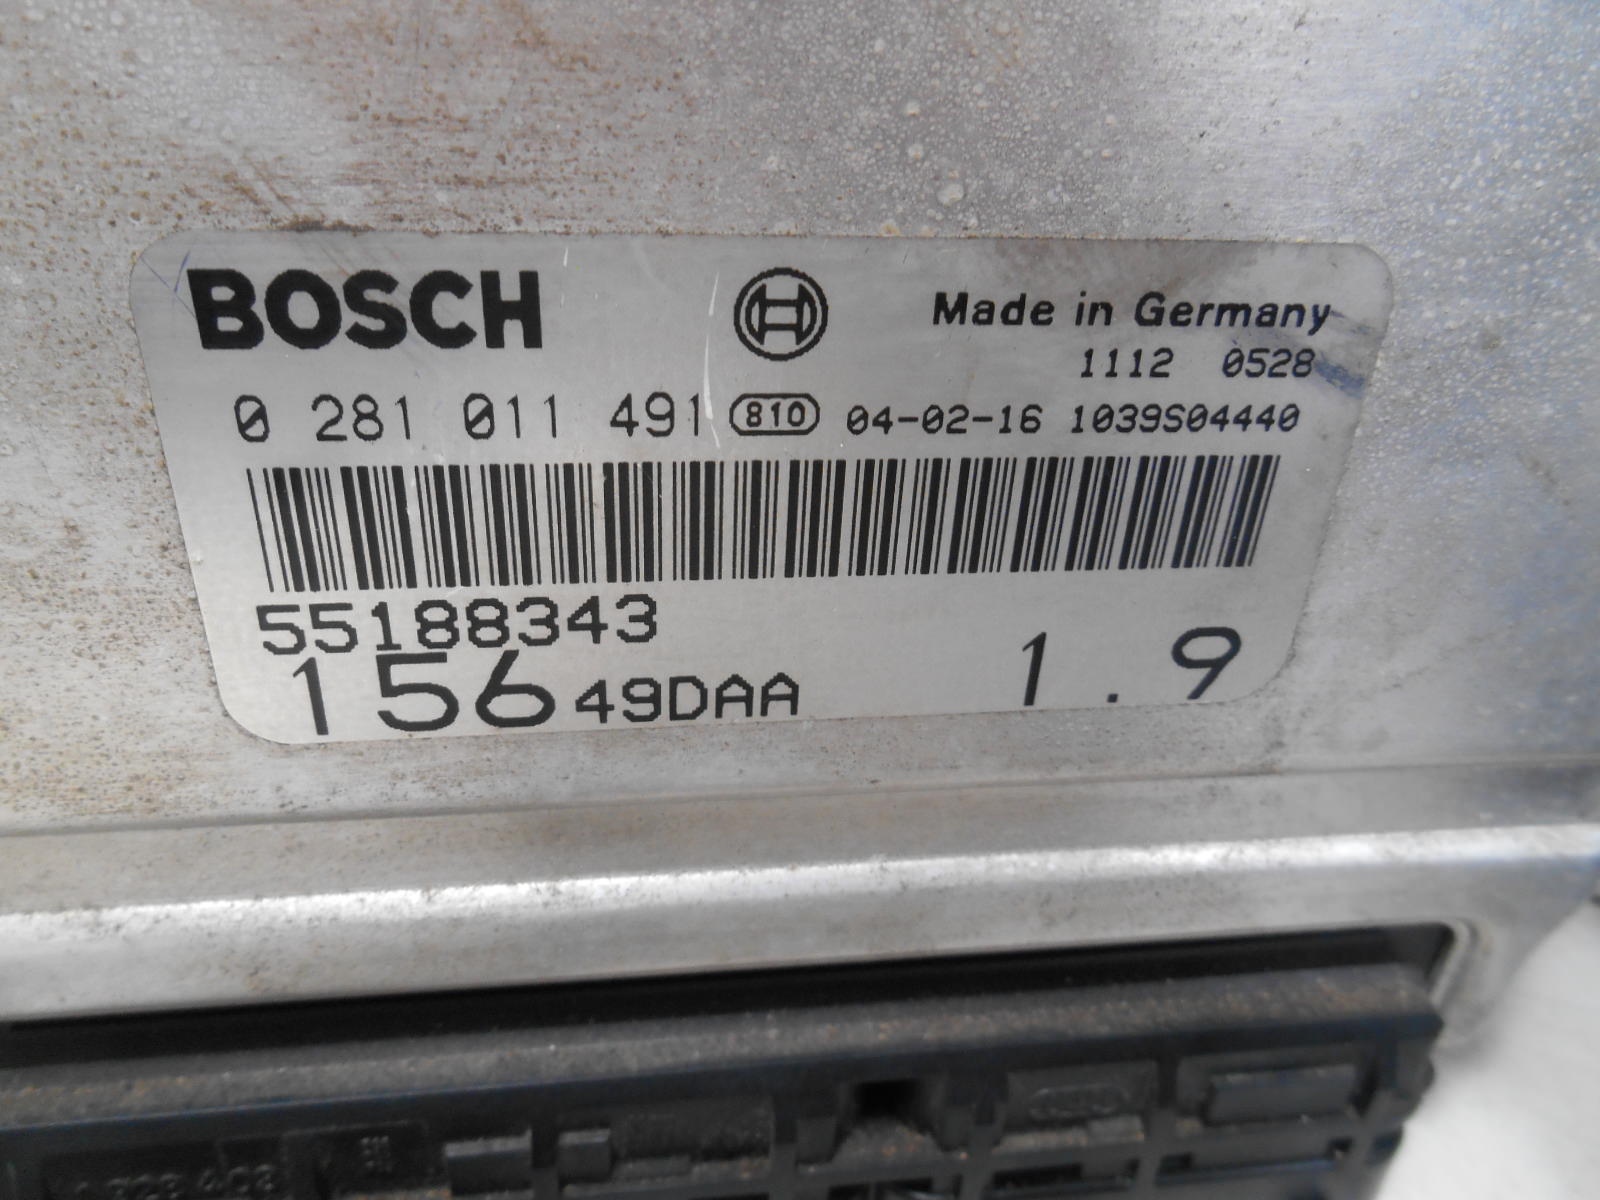 BOSCH
Made in Germany
1112 0528
0 281 011 491 810 04-02-16 1039S04440
55188343
156 49DAA 1.9